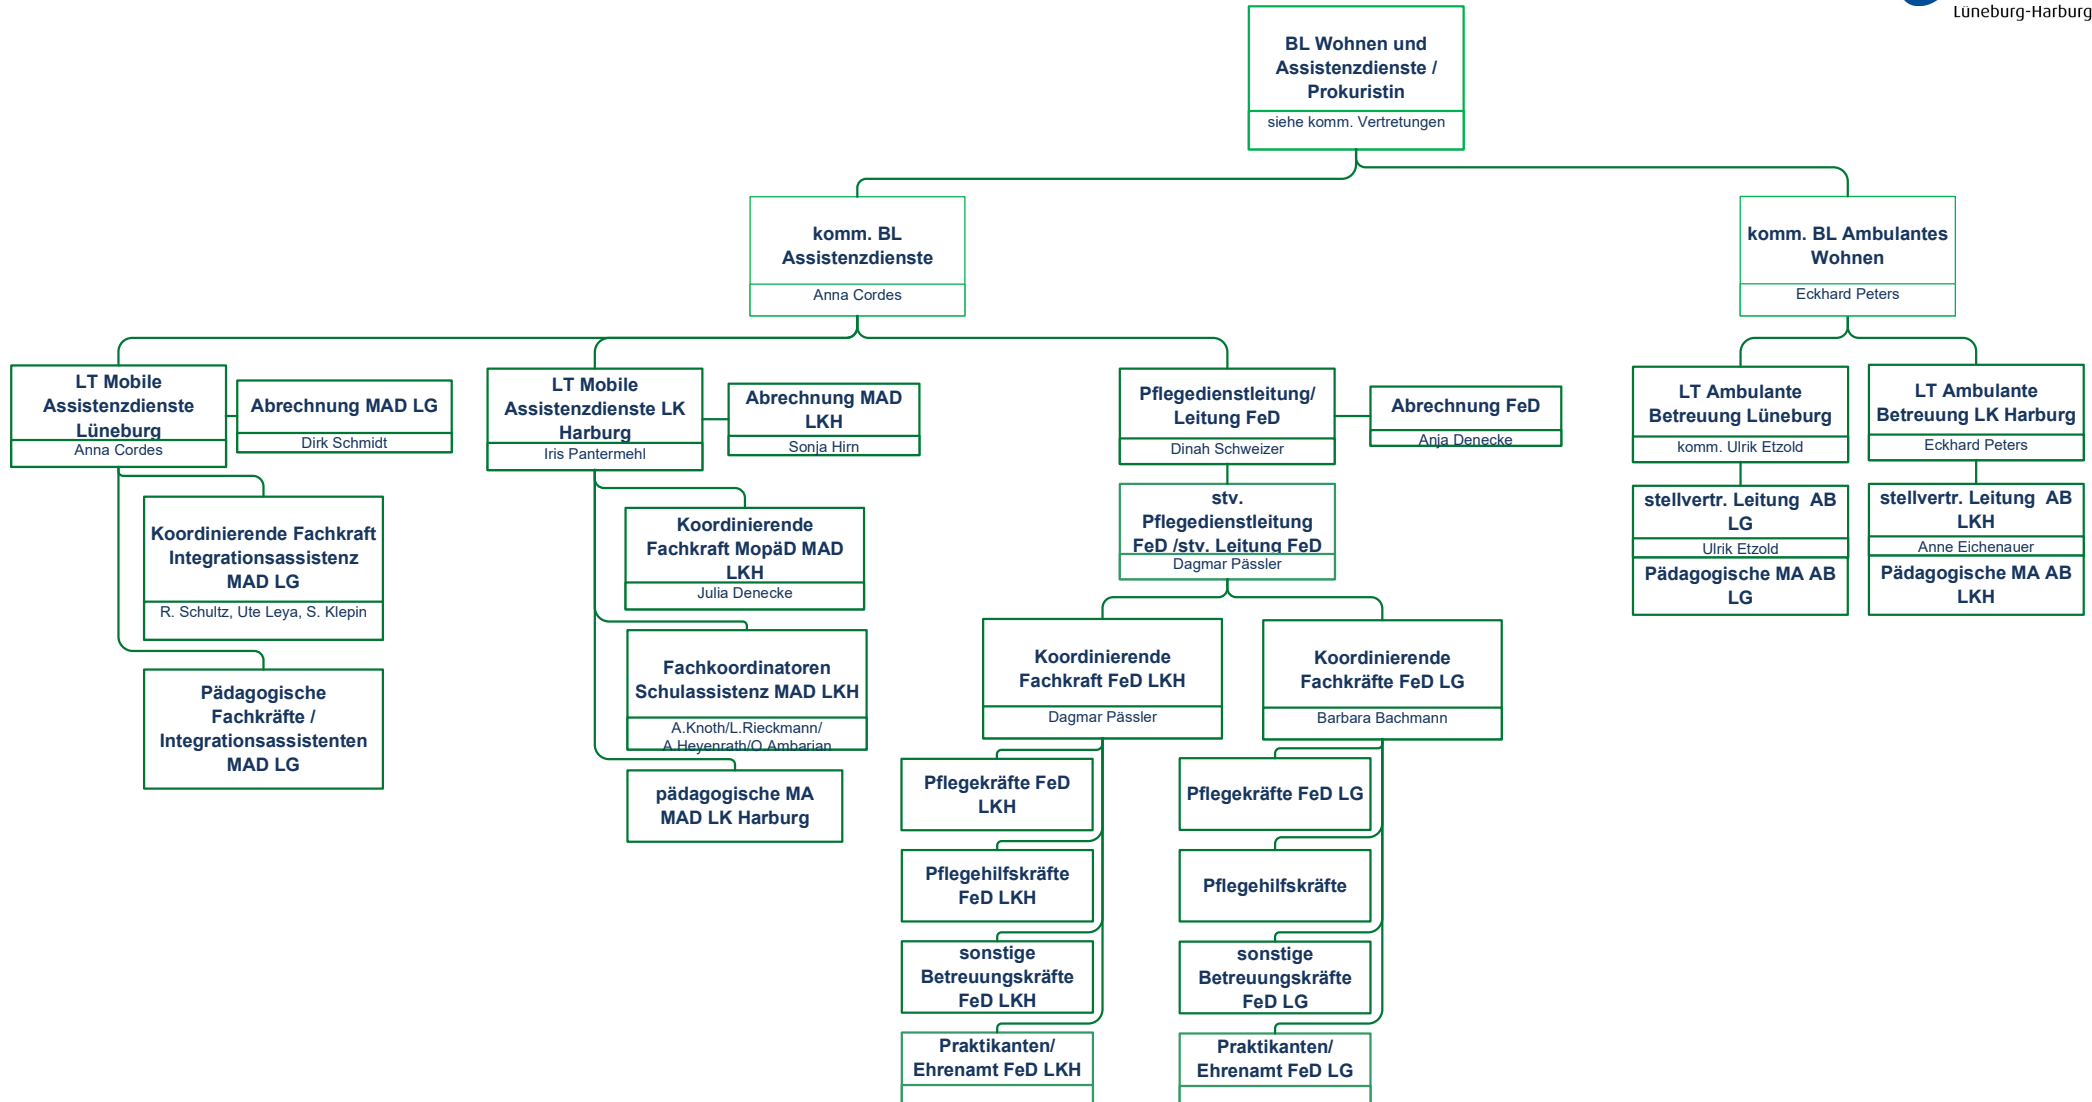 Lüneburg-Harburg
BL Wohnen und
Assistenzdienste /
Prokuristin
siehe komm. Vertretungen
komm. BL
Assistenzdienste
Anna Cordes
komm. BL Ambulantes
Wohnen
Eckhard Peters
LT Mobile
Assistenzdienste
Lüneburg
Anna Cordes
Abrechnung MAD LG
Dirk Schmidt
LT Mobile
Assistenzdienste LK
Harburg
Iris Pantermehl
Abrechnung MAD
LKH
Sonja Hirn
Pflegedienstleitung/
Leitung FeD
Dinah Schweizer
Abrechnung FeD
Anja Denecke
LT Ambulante
Betreuung Lüneburg
komm. Ulrik Etzold
LT Ambulante
Betreuung LK Harburg
Eckhard Peters
Koordinierende Fachkraft
Integrationsassistenz
MAD LG
R. Schultz, Ute Leya, S. Klepin
Pädagogische
Fachkräfte /
Integrationsassistenten
MAD LG
Koordinierende
Fachkraft MopäD MAD
LKH
Julia Denecke
Fachkoordinatoren
Schulassistenz MAD LKH
A.Knoth/L.Rieckmann/
A.Heyenrath/O.Ambarian
pädagogische MA
MAD LK Harburg
stv.
Pflegedienstleitung
FeD /stv. Leitung FeD
Dagmar Pässler
Koordinierende
Fachkraft FeD LKH
Dagmar Pässler
Koordinierende
Fachkräfte FeD LG
Barbara Bachmann
Pflegekräfte FeD
LKH
Pflegehilfskräfte
FeD LKH
sonstige
Betreuungskräfte
FeD LKH
Praktikanten/
Ehrenamt FeD LKH
Pflegekräfte FeD LG
Pflegehilfskräfte
sonstige
Betreuungskräfte
FeD LG
Praktikanten/
Ehrenamt FeD LG
stellvertr. Leitung  AB
LG
Ulrik Etzold
Pädagogische MA AB
LG
stellvertr. Leitung  AB
LKH
Anne Eichenauer
Pädagogische MA AB
LKH